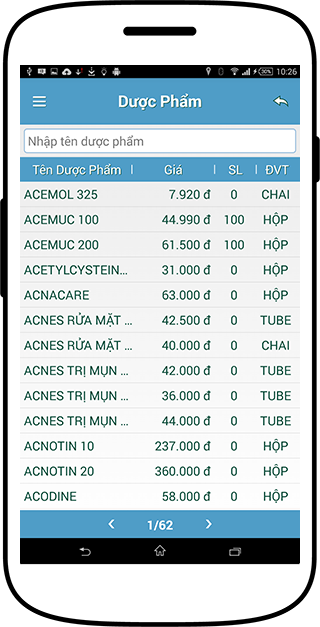 30% 10:26
Dược Phẩm
Nhập tên dược phẩm
Tên Dược Phẩm | Giá | SL | ĐVT
ACEMOL 325 7.920 đ 0 CHAI
ACEMUC 100 44.990 đ 100 HỘP
ACEMUC 200 61.500 đ 100 HỘP
ACETYLCYSTEIN... 31.000 đ 0 HỘP
ACNACARE 63.000 đ 0 HỘP
ACNES RỬA MẶT ... 42.500 đ 0 TUBE
ACNES RỬA MẶT ... 40.000 đ 0 CHAI
ACNES TRỊ MỤN ... 42.000 đ 0 TUBE
ACNES TRỊ MỤN ... 36.000 đ 0 TUBE
ACNES TRỊ MỤN ... 44.000 đ 0 TUBE
ACNOTIN 10 237.000 đ 0 HỘP
ACNOTIN 20 360.000 đ 0 HỘP
ACODINE 58.000 đ 0 HỘP
1/62